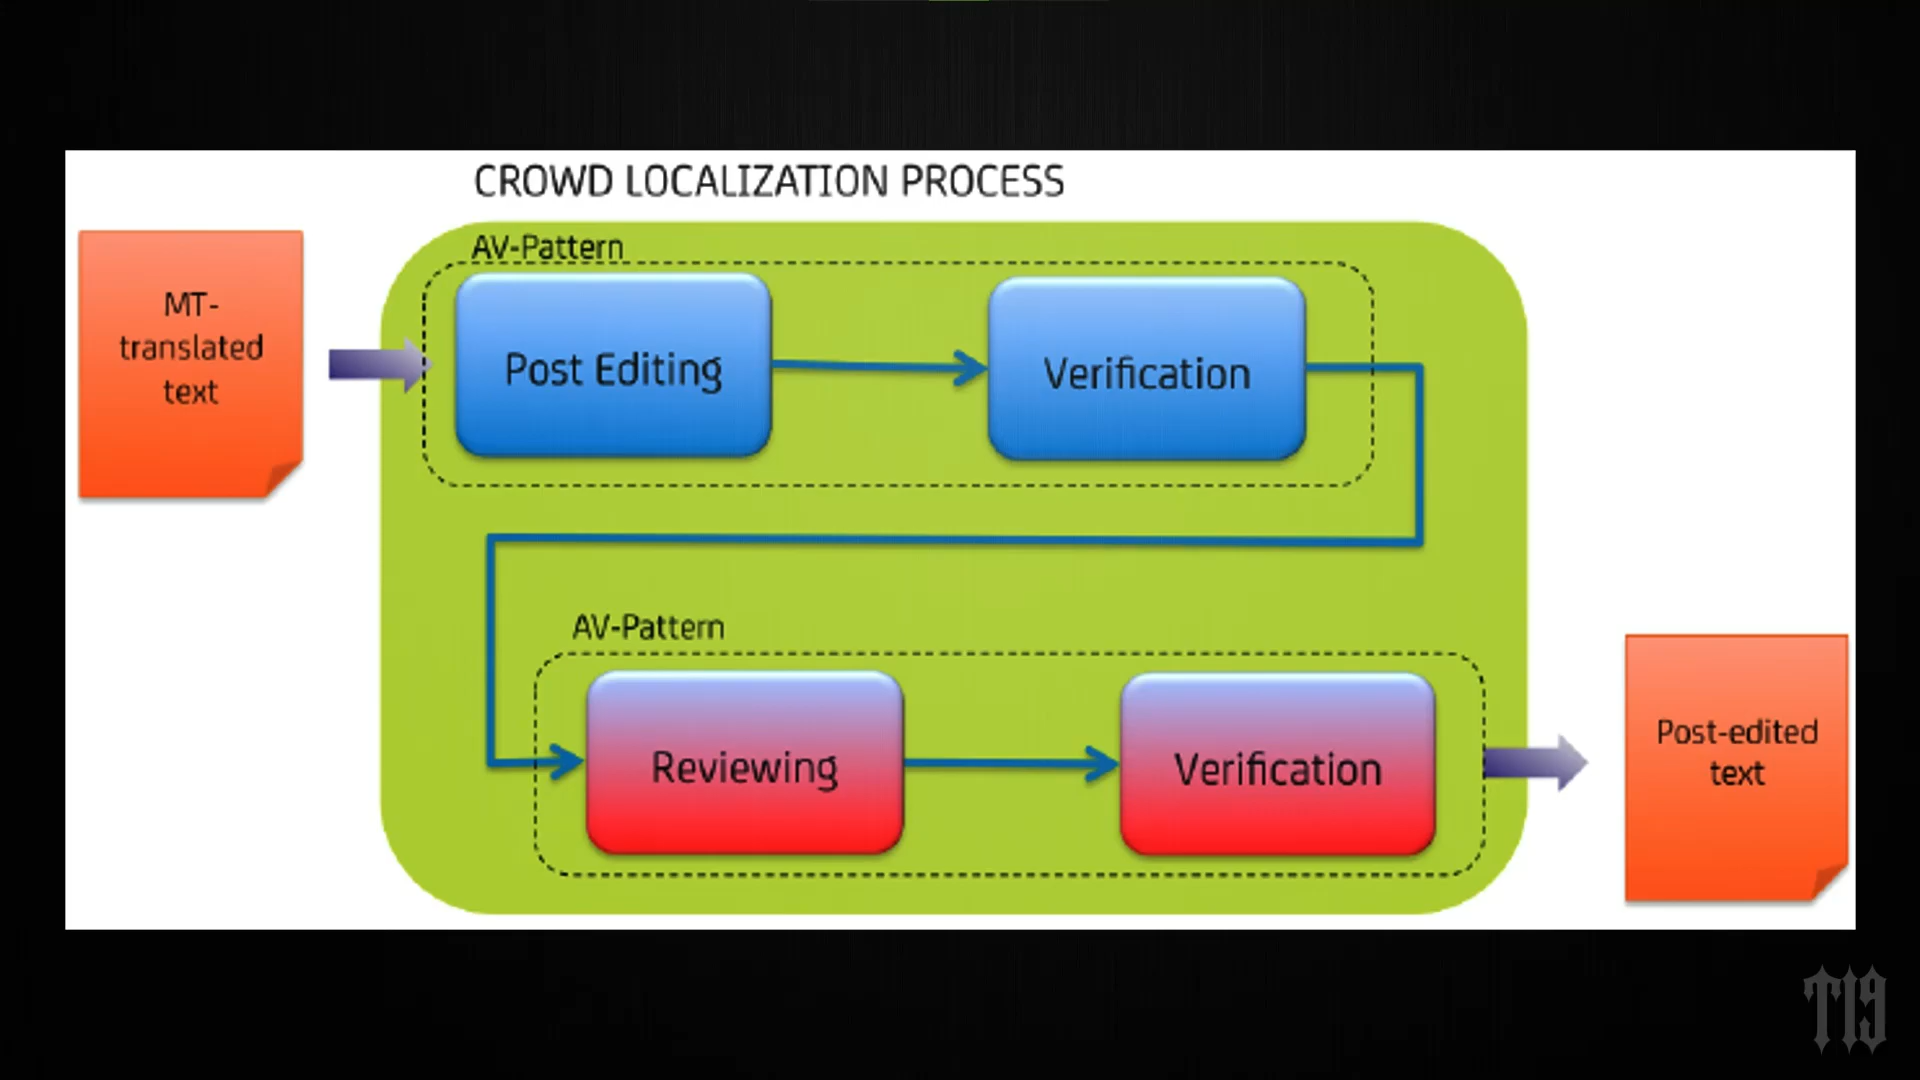 CROWD LOCALIZATION PROCESS
AV-Pattern
MT-
translated
text
Post Editing
Verification
AV-Pattern
Reviewing
Verification
Post-edited
text
T19